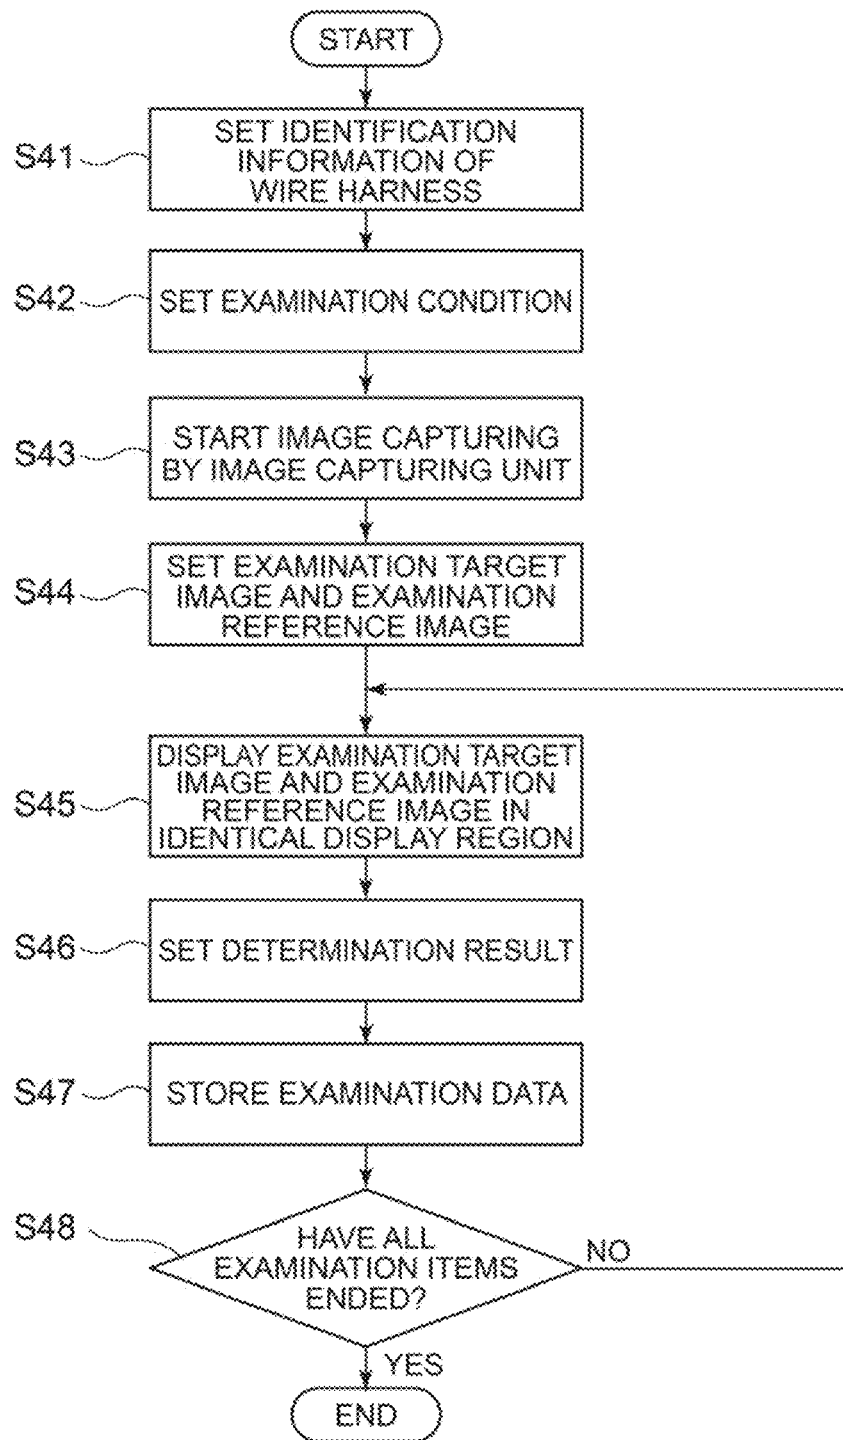 START
S41
SET IDENTIFICATION
INFORMATION OF
WIRE HARNESS
S42
SET EXAMINATION CONDITION
S43
START IMAGE CAPTURING
BY IMAGE CAPTURING UNIT
S44
SET EXAMINATION TARGET
IMAGE AND EXAMINATION
REFERENCE IMAGE
S45
DISPLAY EXAMINATION TARGET
IMAGE AND EXAMINATION
REFERENCE IMAGE IN
IDENTICAL DISPLAY REGION
S46
SET DETERMINATION RESULT
S47
STORE EXAMINATION DATA
S48
HAVE ALL
EXAMINATION ITEMS
ENDED?
NO
YES
END